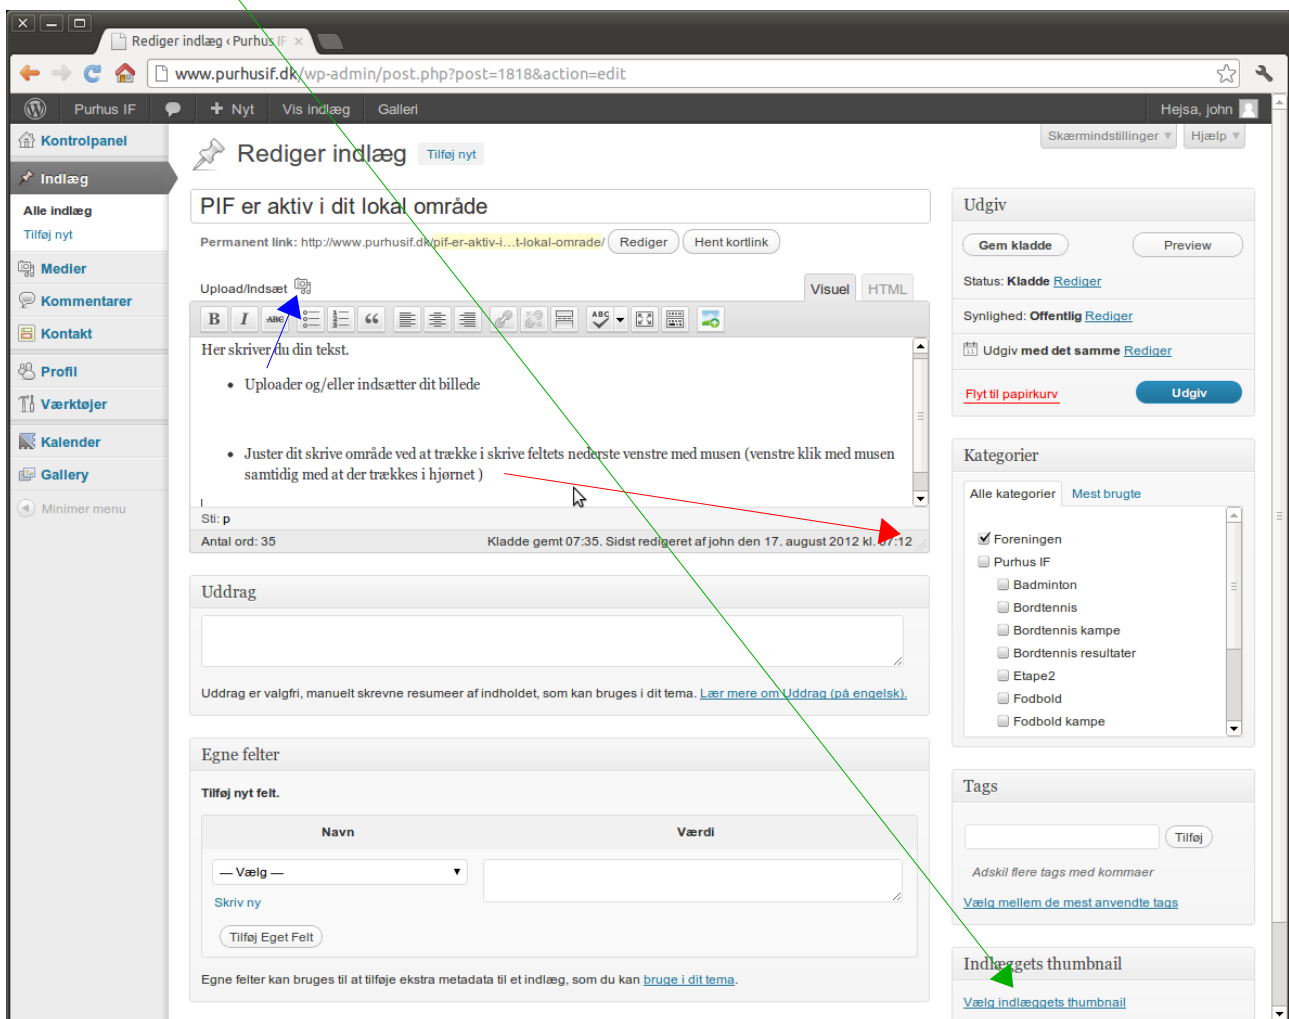 Rediger indlæg ‹ Purhus IF
www.purhusif.dk/wp-admin/post.php?post=1818&action=edit
Purhus IF + Nyt Vis indlæg Galleri Hejsa, john
Skærmindstillinger Hjælp
Kontrolpanel
Indlæg
Alle indlæg
Tilføj nyt
Medier
Kommentarer
Kontakt
Profil
Værktøjer
Kalender
Gallery
Minimer menu
Rediger indlæg Tilføj nyt
PIF er aktiv i dit lokal område
Permanent link: http://www.purhusif.dk/pif-er-aktiv-i…t-lokal-omrade/ Rediger Hent kortlink
Upload/Indsæt
Visuel HTML
B I ABC ABC
Her skriver du din tekst.
• Uploader og/eller indsætter dit billede
• Juster dit skrive område ved at trække i skrive feltets nederste venstre med musen (venstre klik med musen
samtidig med at der trækkes i hjørnet )
Sti: p
Antal ord: 35 Kladde gemt 07:35. Sidst redigeret af john den 17. august 2012 kl. 07:12
Uddrag
Uddrag er valgfri, manuelt skrevne resumeer af indholdet, som kan bruges i dit tema. Lær mere om Uddrag (på engelsk).
Egne felter
Tilføj nyt felt.
Navn Værdi
— Vælg —
Skriv ny
Tilføj Eget Felt
Egne felter kan bruges til at tilføje ekstra metadata til et indlæg, som du kan bruge i dit tema.
Udgiv
Gem kladde Preview
Status: Kladde Rediger
Synlighed: Offentlig Rediger
Udgiv med det samme Rediger
Flyt til papirkurv Udgiv
Kategorier
Alle kategorier Mest brugte
Foreningen
Purhus IF
Badminton
Bordtennis
Bordtennis kampe
Bordtennis resultater
Etape2
Fodbold
Fodbold kampe
Tags
Tilføj
Adskil flere tags med kommaer
Vælg mellem de mest anvendte tags
Indlæggets thumbnail
Vælg indlæggets thumbnail